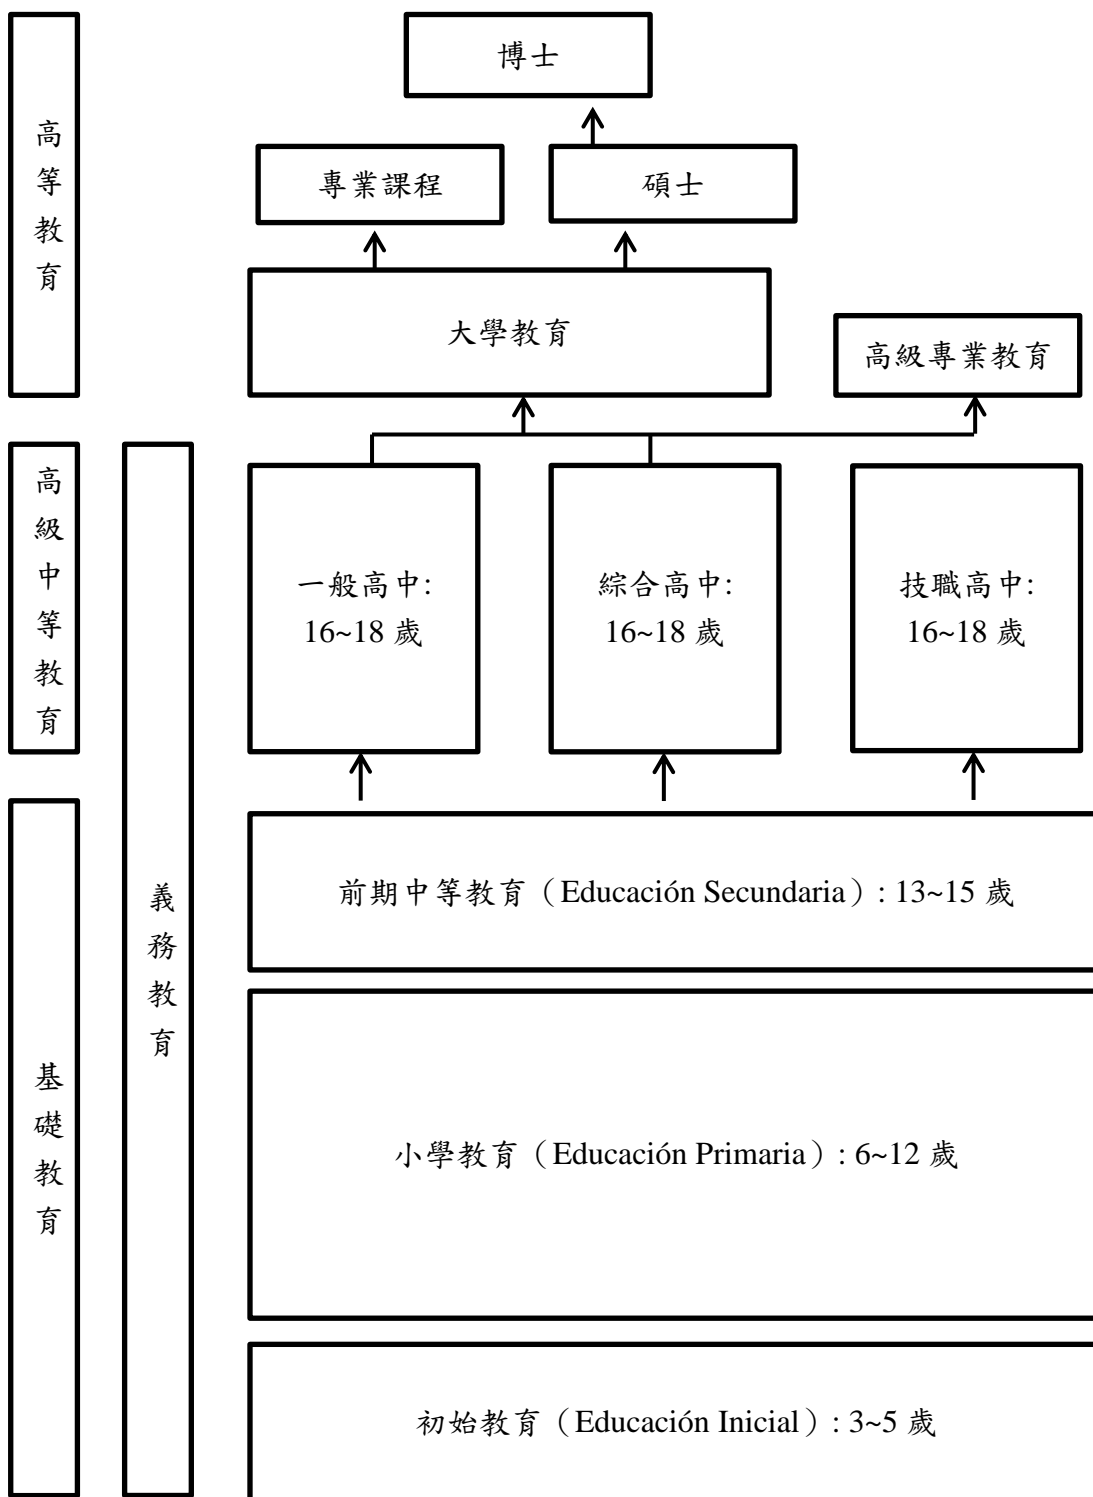 高等教育
博士
專業課程
碩士
大學教育
高級專業教育
高級中等教育
義務教育
一般高中:
16~18 歲
綜合高中:
16~18 歲
技職高中:
16~18 歲
基礎教育
前期中等教育（Educación Secundaria）: 13~15 歲
小學教育（Educación Primaria）: 6~12 歲
初始教育（Educación Inicial）: 3~5 歲